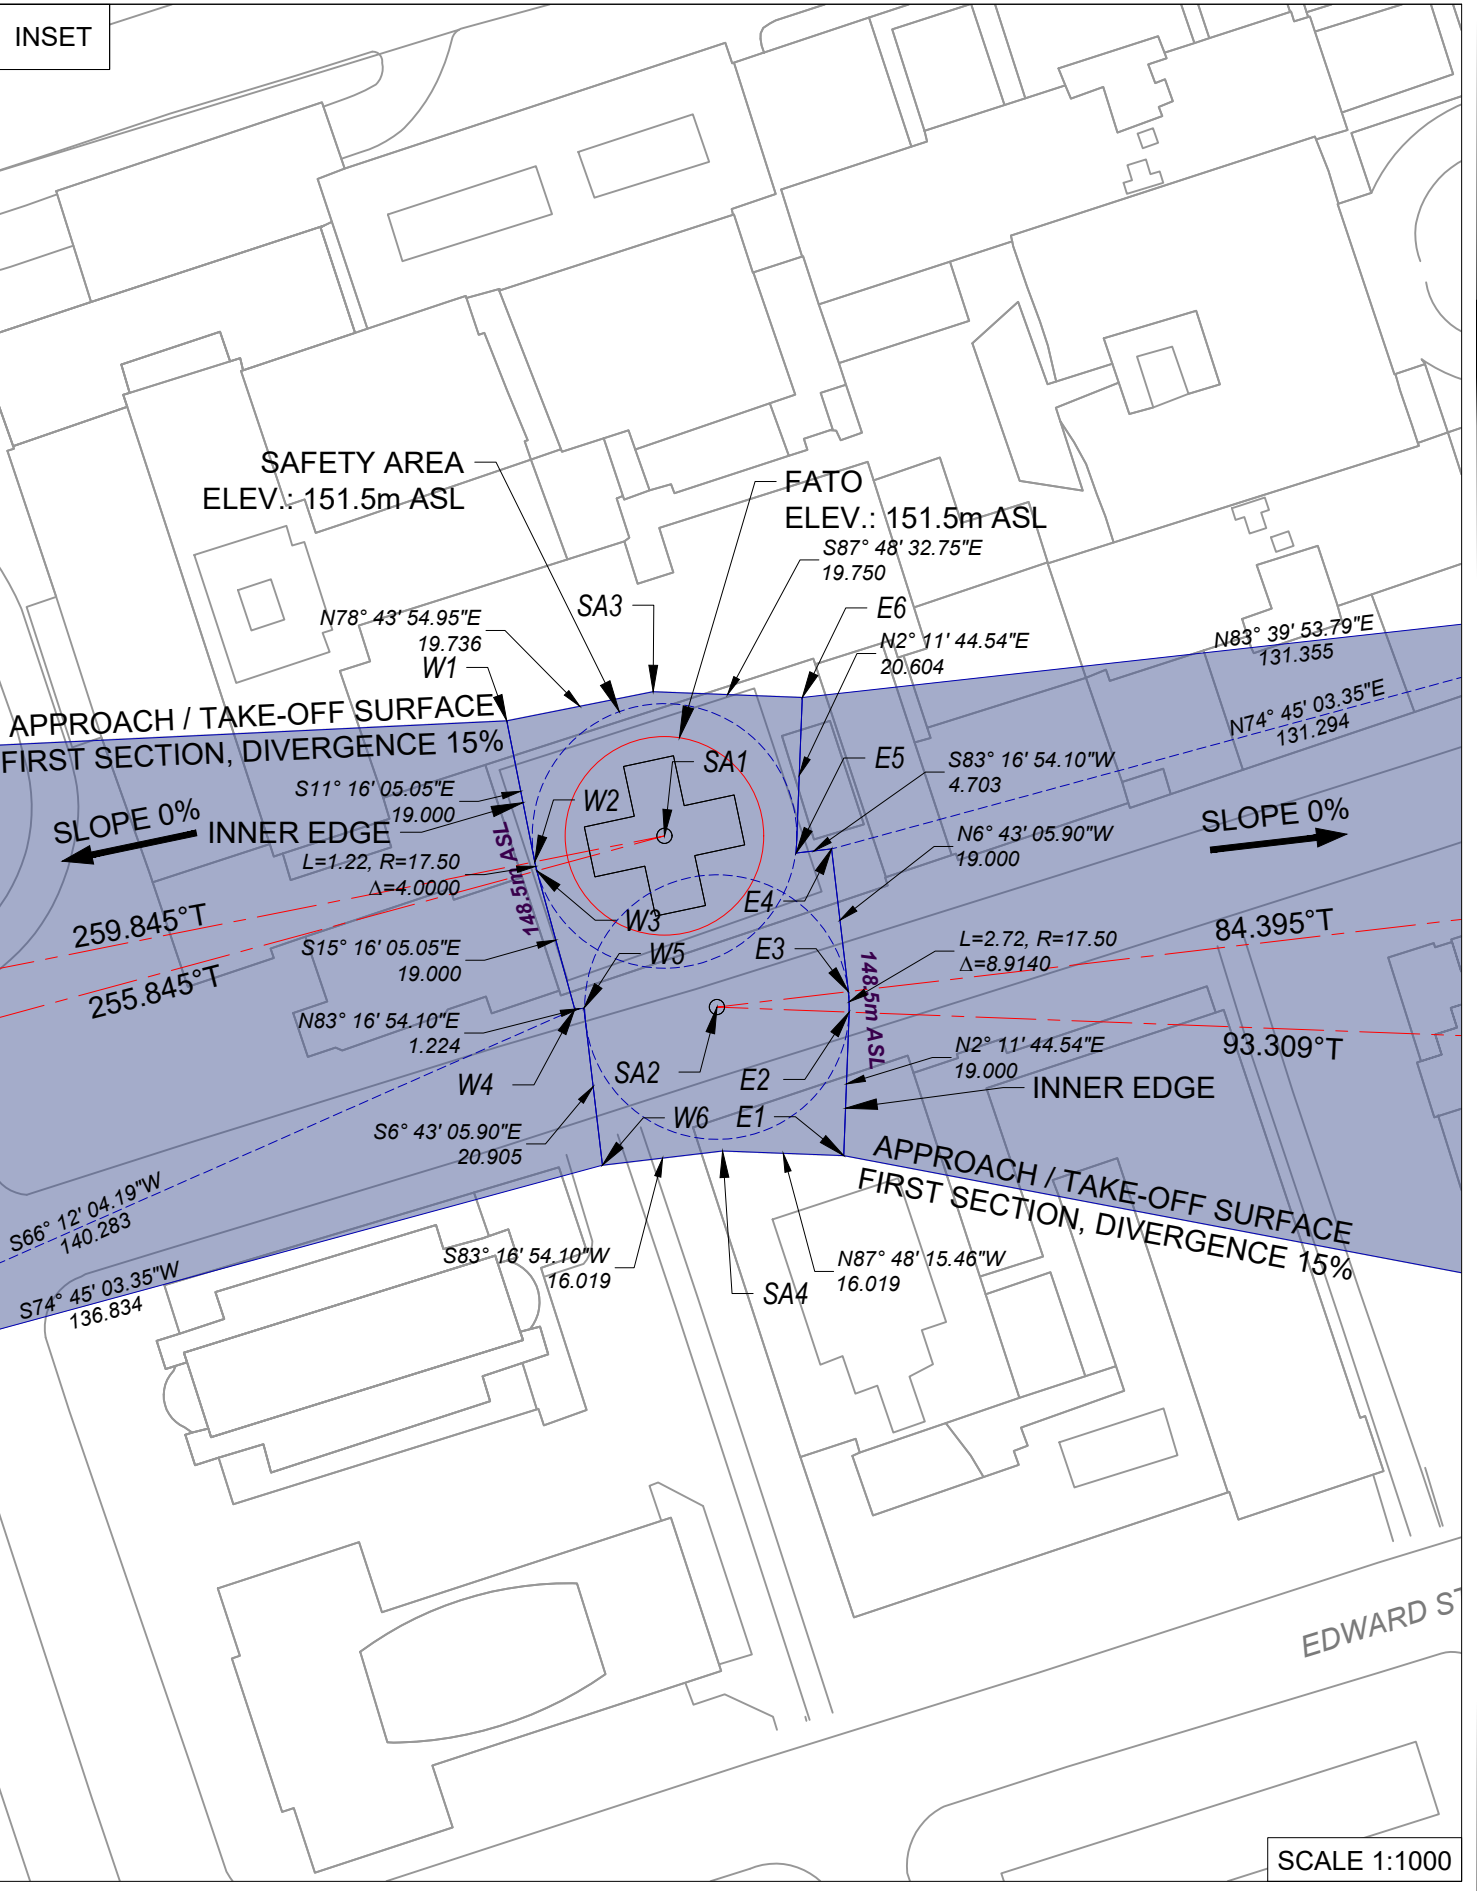 INSET
SAFETY AREA
ELEV.: 151.5m ASL
FATO
ELEV.: 151.5m ASL
S87° 48' 32.75"E
19.750
SA3
E6
N78° 43' 54.95"E
19.736
W1
N2° 11' 44.54"E
20.604
N83° 39' 53.79"E
131.355
N74° 45' 03.35"E
131.294
APPROACH / TAKE-OFF SURFACE
FIRST SECTION, DIVERGENCE 15%
SA1
E5
S83° 16' 54.10"W
4.703
S11° 16' 05.05"E
19.000
W2
SLOPE 0%
INNER EDGE
SLOPE 0%
L=1.22, R=17.50
Δ=4.0000
148.5m ASL
N6° 43' 05.90"W
19.000
E4
W3
259.845°T
84.395°T
S15° 16' 05.05"E
19.000
W5
E3
L=2.72, R=17.50
Δ=8.9140
148.5m ASL
255.845°T
N83° 16' 54.10"E
1.224
W4
SA2
E2
N2° 11' 44.54"E
19.000
93.309°T
INNER EDGE
S6° 43' 05.90"E
20.905
W6
E1
APPROACH / TAKE-OFF SURFACE
FIRST SECTION, DIVERGENCE 15%
S66° 12' 04.19"W
140.283
S74° 45' 03.35"W
136.834
S83° 16' 54.10"W
16.019
SA4
N87° 48' 15.46"W
16.019
EDWARD ST
SCALE 1:1000